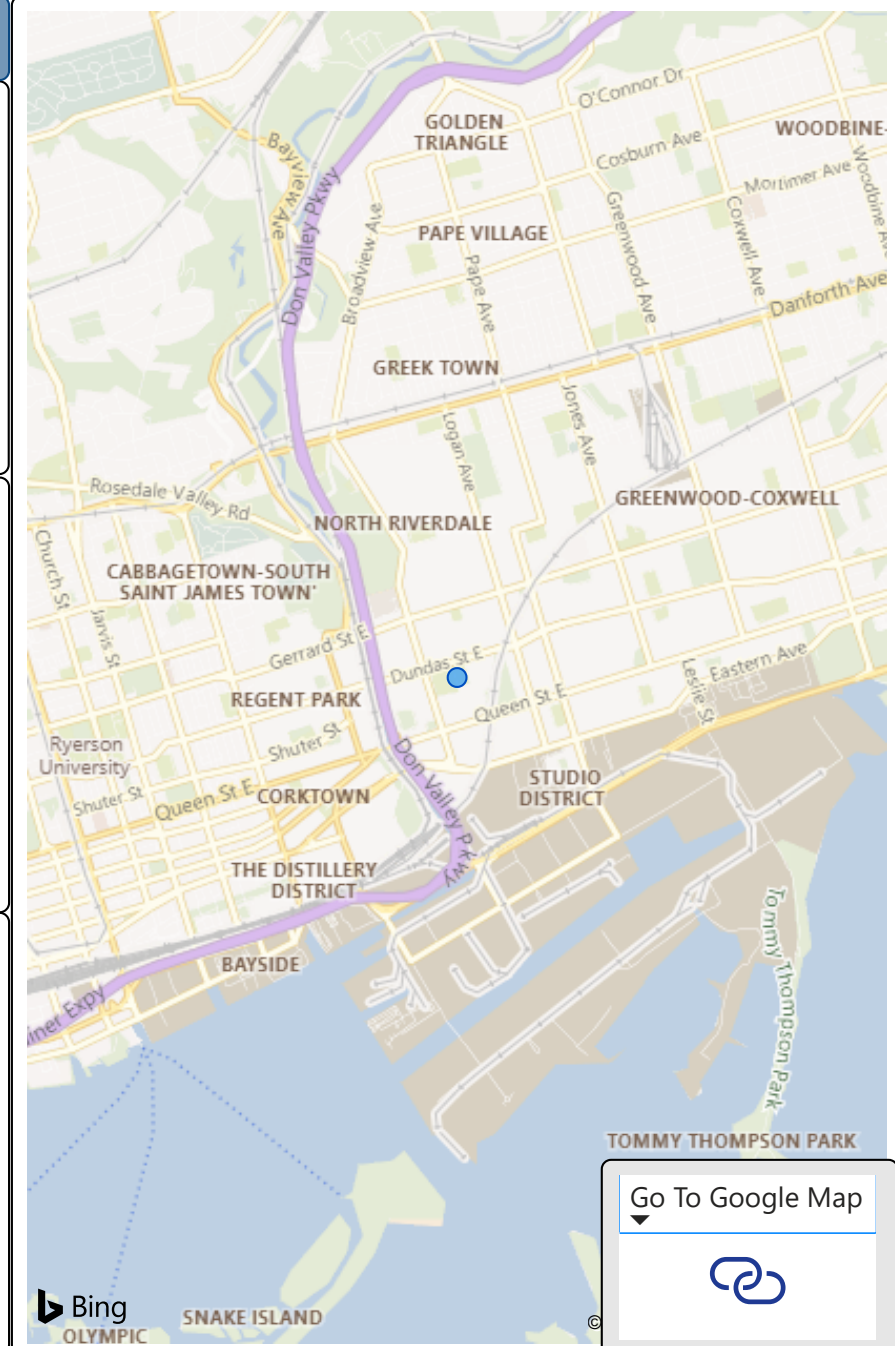 O'Connor Dr
GOLDEN
TRIANGLE
WOODBINE-
Bayview Ave
Cosburn Ave
Mortimer Ave
Woodbine Av
Don Valley Pkwy
Broadview Ave
PAPE VILLAGE
Pape Ave
Greenwood Ave
Coxwell Ave
Danforth Ave
GREEK TOWN
Jones Ave
Logan Ave
Rosedale Valley Rd
GREENWOOD-COXWELL
NORTH RIVERDALE
Church St
CABBAGETOWN-SOUTH
SAINT JAMES TOWN'
Jarvis St
Gerrard St E
Dundas St E
Eastern Ave
Leslie St
REGENT PARK
Queen St E
Shuter St
Ryerson
University
Don Valley Pkwy
STUDIO
DISTRICT
Shuter St
Queen St E
CORKTOWN
THE DISTILLERY
DISTRICT
Tommy Thompson Park
BAYSIDE
iner Expy
TOMMY THOMPSON PARK
Go To Google Map
Bing
SNAKE ISLAND
©
OLYMPIC